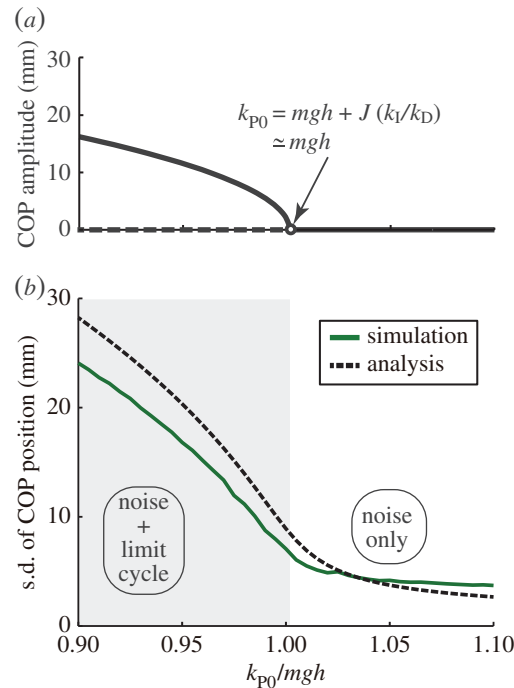 (a)
COP amplitude (mm)
30
20
10
0
k_P0 = mgh + J (k_I/k_D)
≃ mgh
(b)
s.d. of COP position (mm)
30
20
10
0
simulation
analysis
noise
+
limit
cycle
noise
only
0.90 0.95 1.00 1.05 1.10
k_P0/mgh